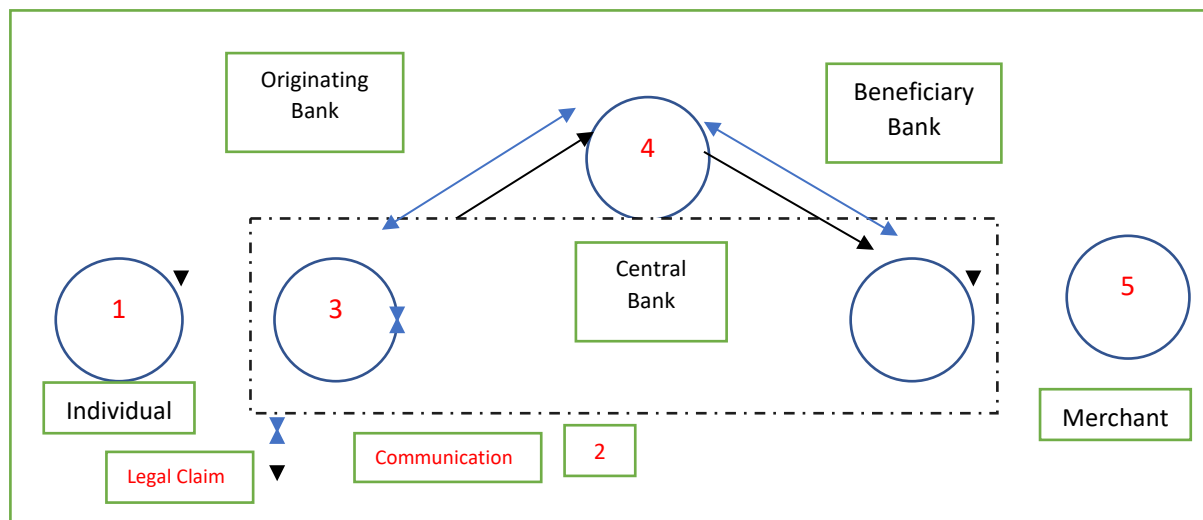 Originating
Bank
4
Beneficiary
Bank
1
3
Central
Bank
5
Individual
Merchant
Legal Claim
Communication
2